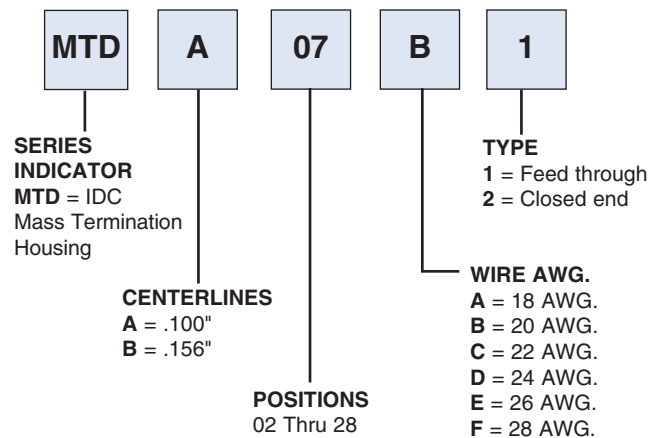 MTD A 07 B 1
SERIES
INDICATOR
MTD = IDC
Mass Termination
Housing
CENTERLINES
A = .100"
B = .156"
POSITIONS
02 Thru 28
TYPE
1 = Feed through
2 = Closed end
WIRE AWG.
A = 18 AWG.
B = 20 AWG.
C = 22 AWG.
D = 24 AWG.
E = 26 AWG.
F = 28 AWG.